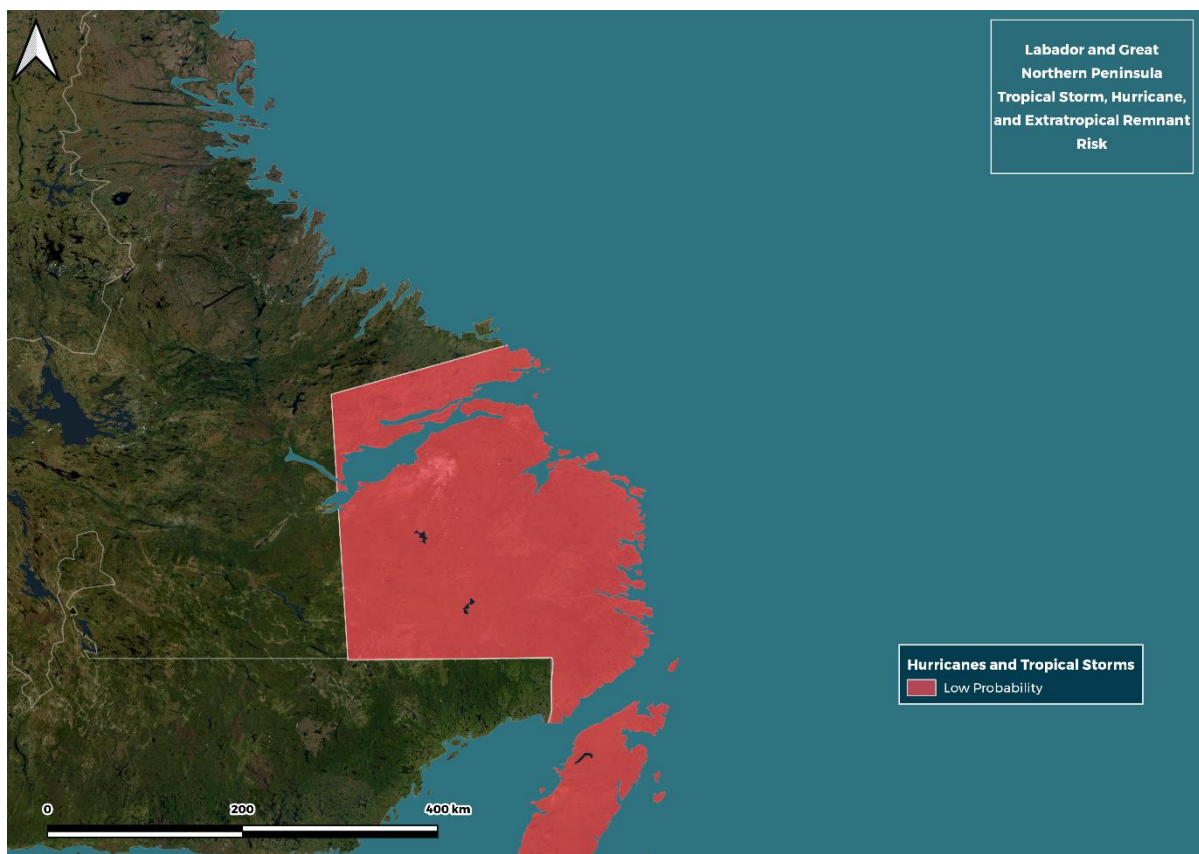 Labador and Great
Northern Peninsula
Tropical Storm, Hurricane,
and Extratropical Remnant
Risk
Hurricanes and Tropical Storms
Low Probability
0 200 400 km